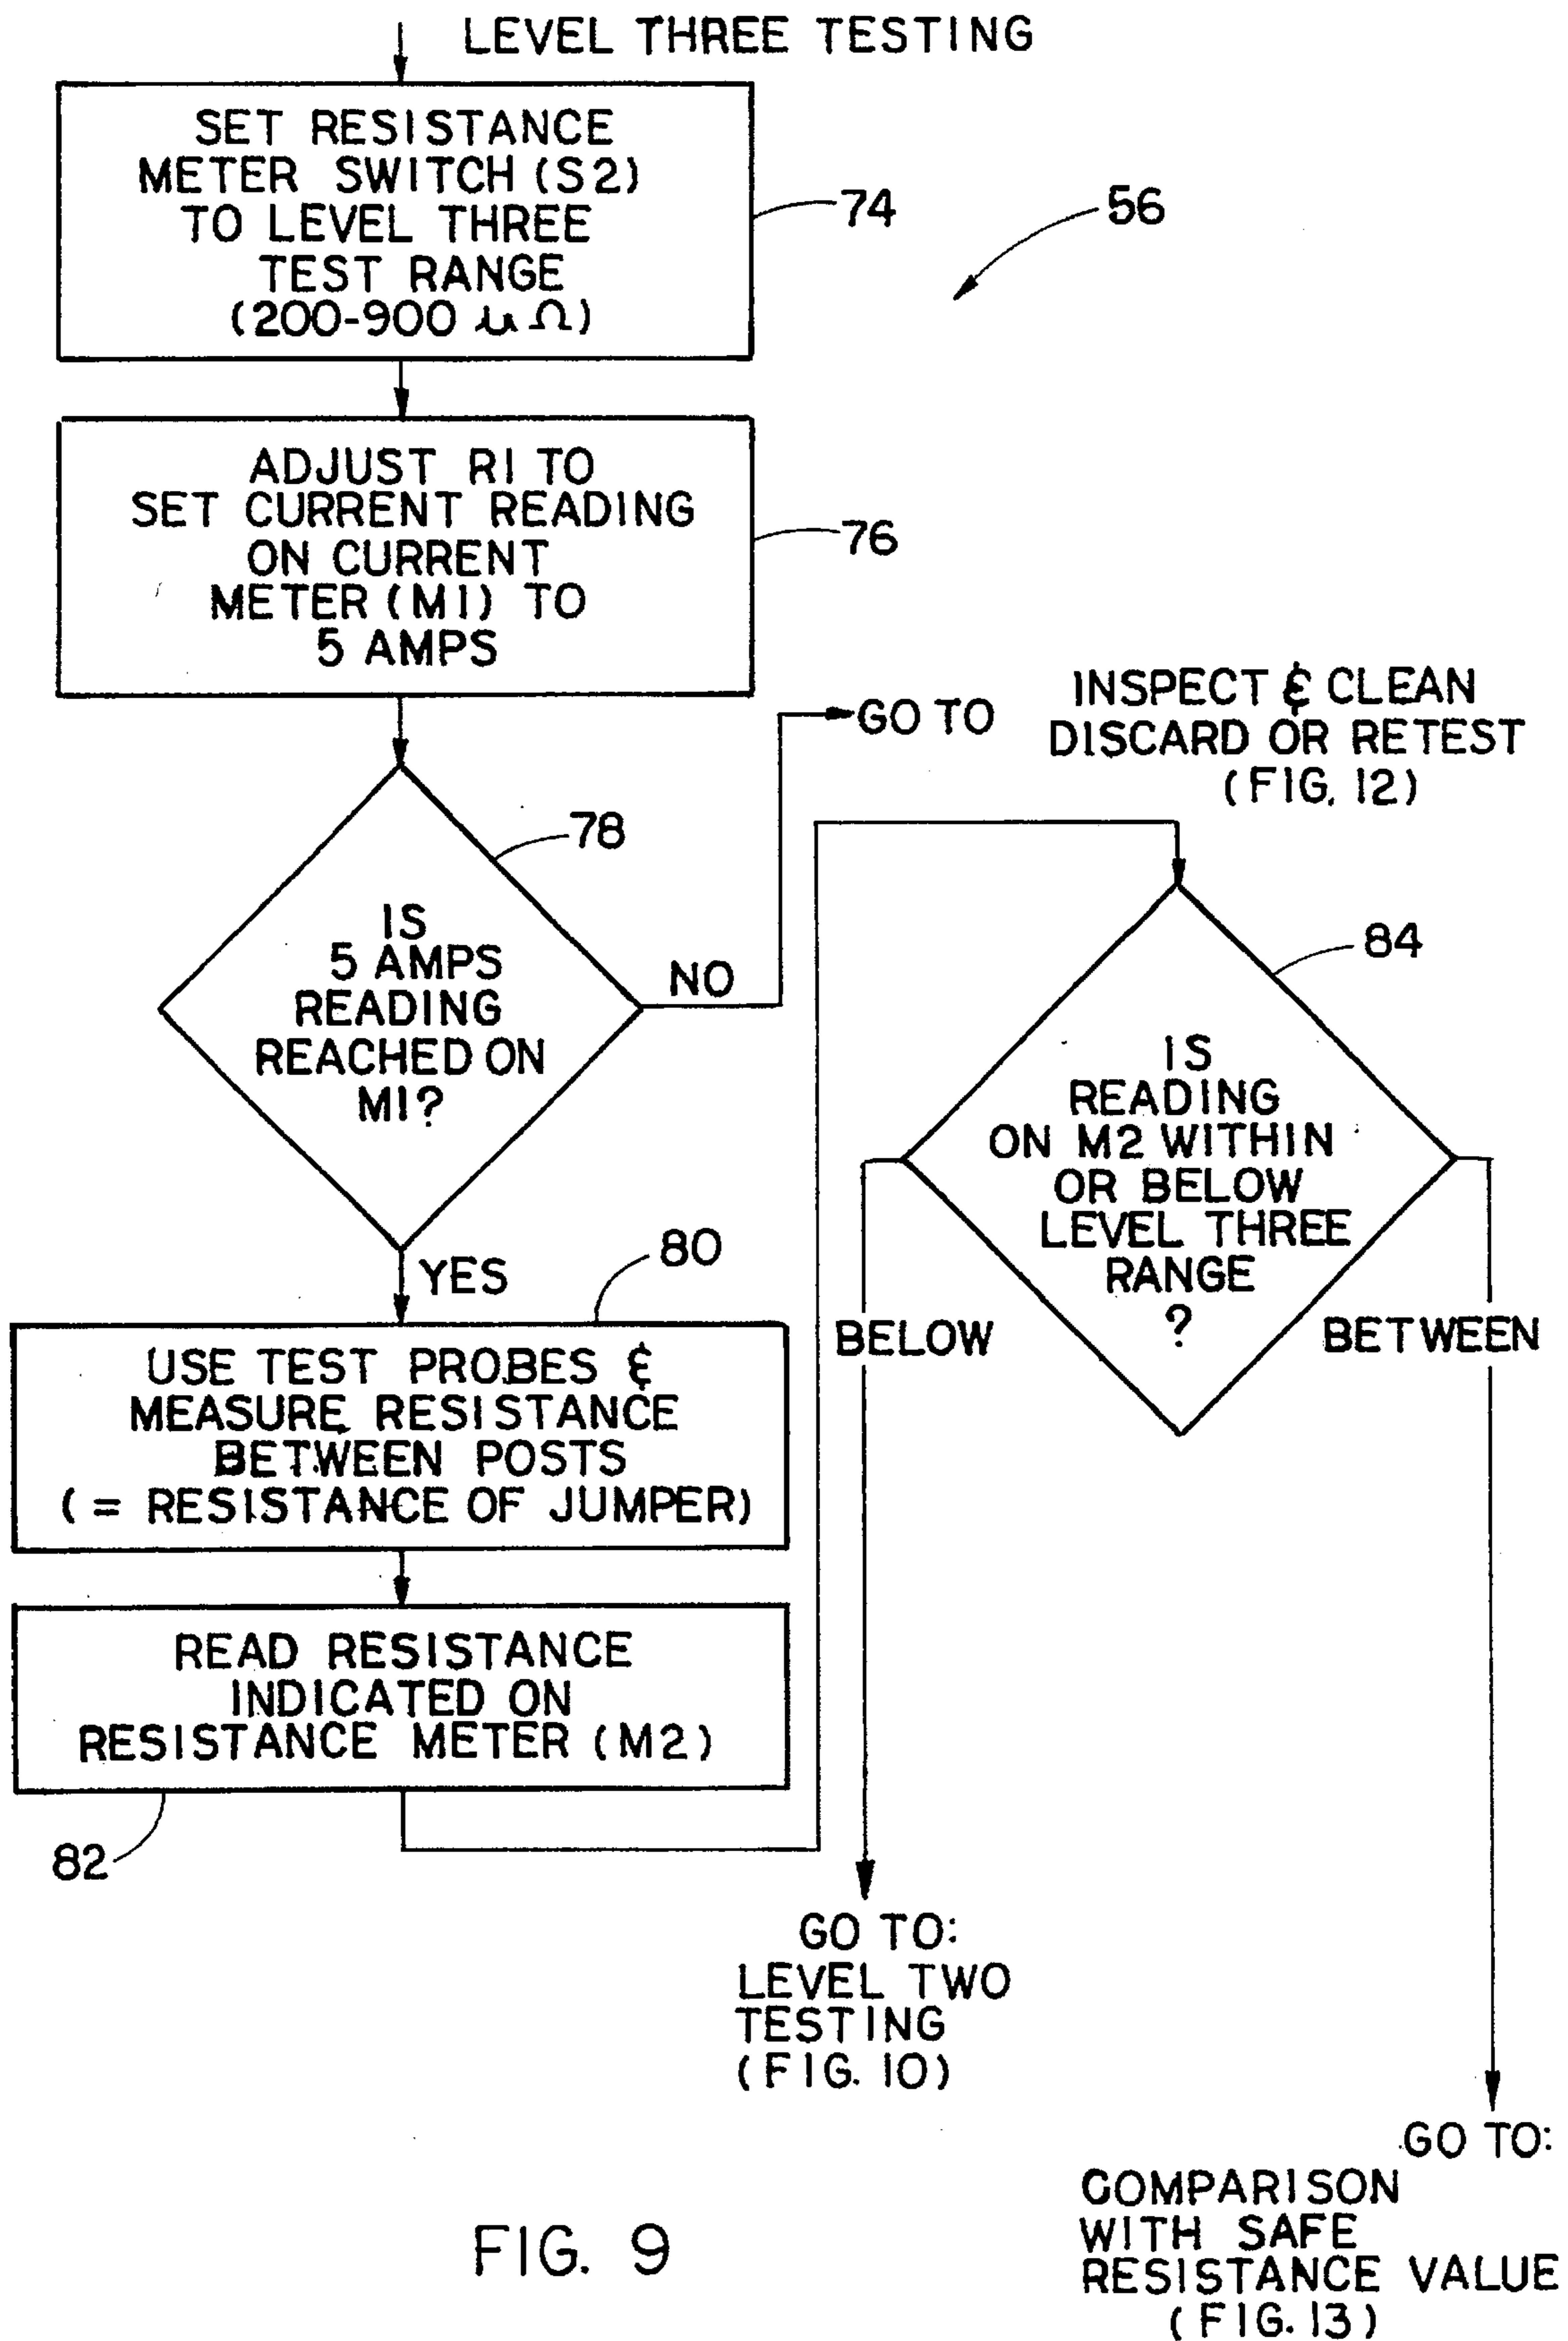 LEVEL THREE TESTING
SET RESISTANCE
METER SWITCH (S2)
TO LEVEL THREE
TEST RANGE
(200-900 µΩ)
74
56
ADJUST R1 TO
SET CURRENT READING
ON CURRENT
METER (M1) TO
5 AMPS
76
GO TO
INSPECT & CLEAN
DISCARD OR RETEST
(FIG. 12)
78
IS
5 AMPS
READING
REACHED ON
M1?
NO
YES
80
USE TEST PROBES &
MEASURE RESISTANCE
BETWEEN POSTS
(= RESISTANCE OF JUMPER)
READ RESISTANCE
INDICATED ON
RESISTANCE METER (M2)
82
84
IS
READING
ON M2 WITHIN
OR BELOW
LEVEL THREE
RANGE
?
BELOW
BETWEEN
GO TO:
LEVEL TWO
TESTING
(FIG. 10)
GO TO:
COMPARISON
WITH SAFE
RESISTANCE VALUE
(FIG. 13)
FIG. 9